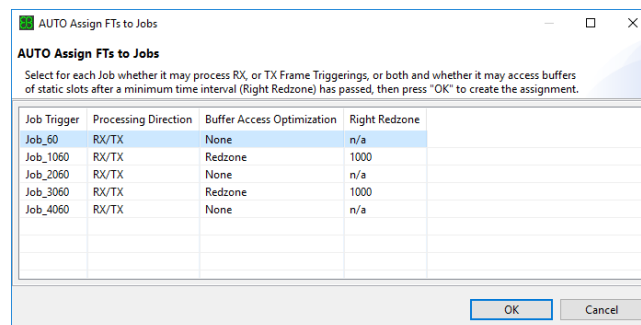 AUTO Assign FTs to Jobs
AUTO Assign FTs to Jobs
Select for each Job whether it may process RX, or TX Frame Triggerings, or both and whether it may access buffers
of static slots after a minimum time interval (Right Redzone) has passed, then press "OK" to create the assignment.
Job Trigger Processing Direction Buffer Access Optimization Right Redzone
Job_60 RX/TX None n/a
Job_1060 RX/TX Redzone 1000
Job_2060 RX/TX None n/a
Job_3060 RX/TX Redzone 1000
Job_4060 RX/TX None n/a
OK Cancel